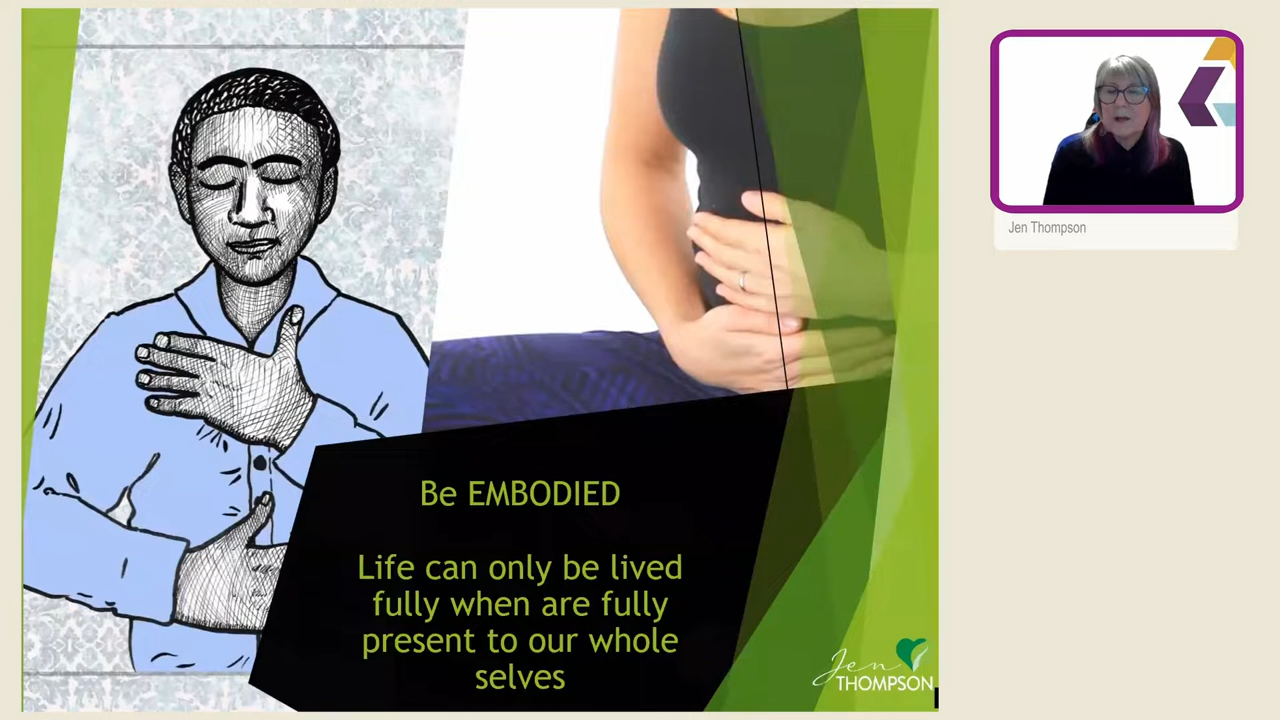 Be EMBODIED
Life can only be lived
fully when are fully
present to our whole
selves
Jen
THOMPSON
Jen Thompson